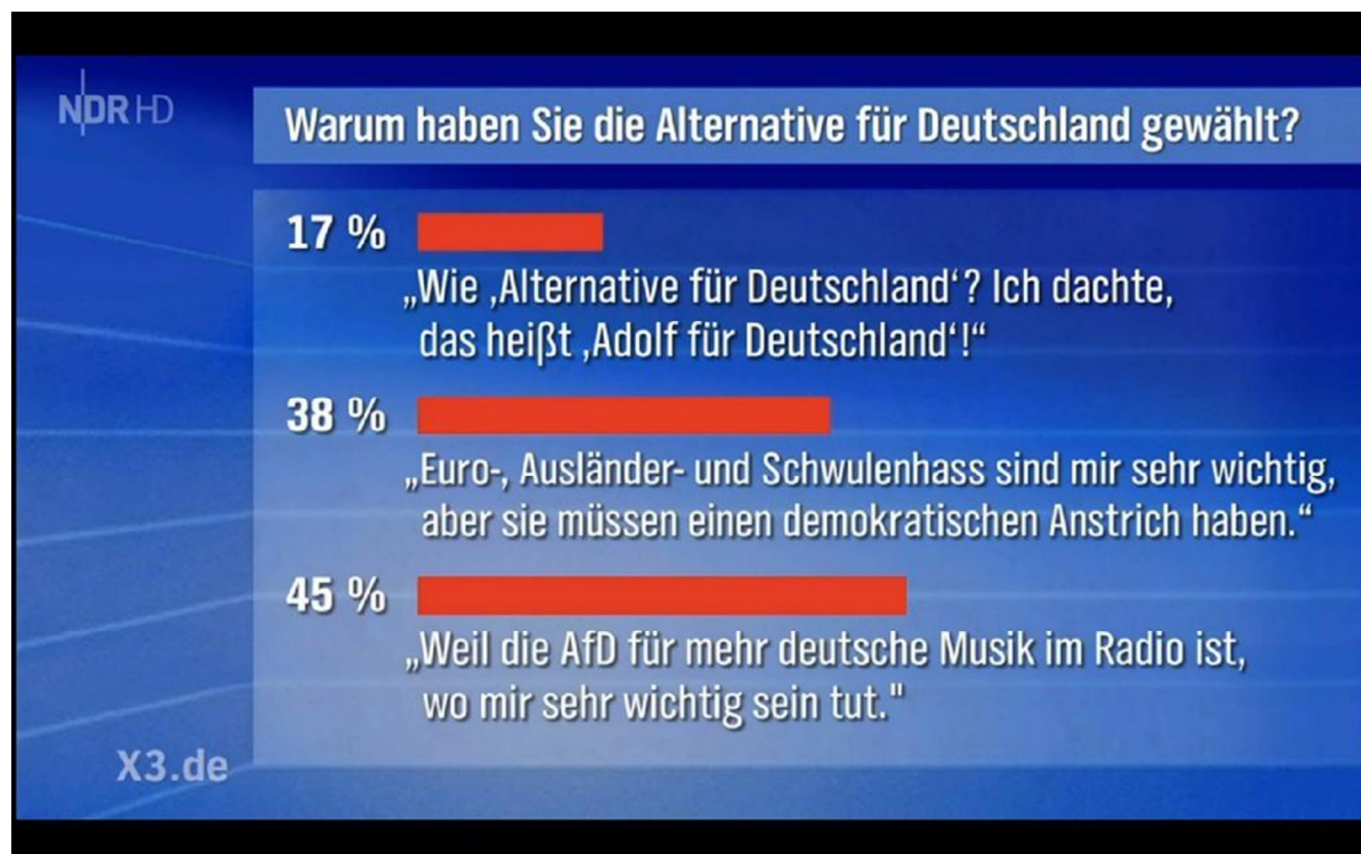 NDR HD
Warum haben Sie die Alternative für Deutschland gewählt?
17 %
„Wie ‚Alternative für Deutschland‘? Ich dachte,
das heißt ‚Adolf für Deutschland‘!“
38 %
„Euro-, Ausländer- und Schwulenhass sind mir sehr wichtig,
aber sie müssen einen demokratischen Anstrich haben.“
45 %
„Weil die AfD für mehr deutsche Musik im Radio ist,
wo mir sehr wichtig sein tut."
X3.de